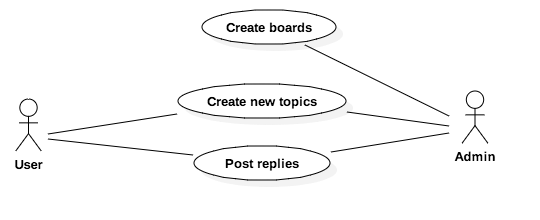 Create boards
Create new topics
Post replies
User
Admin